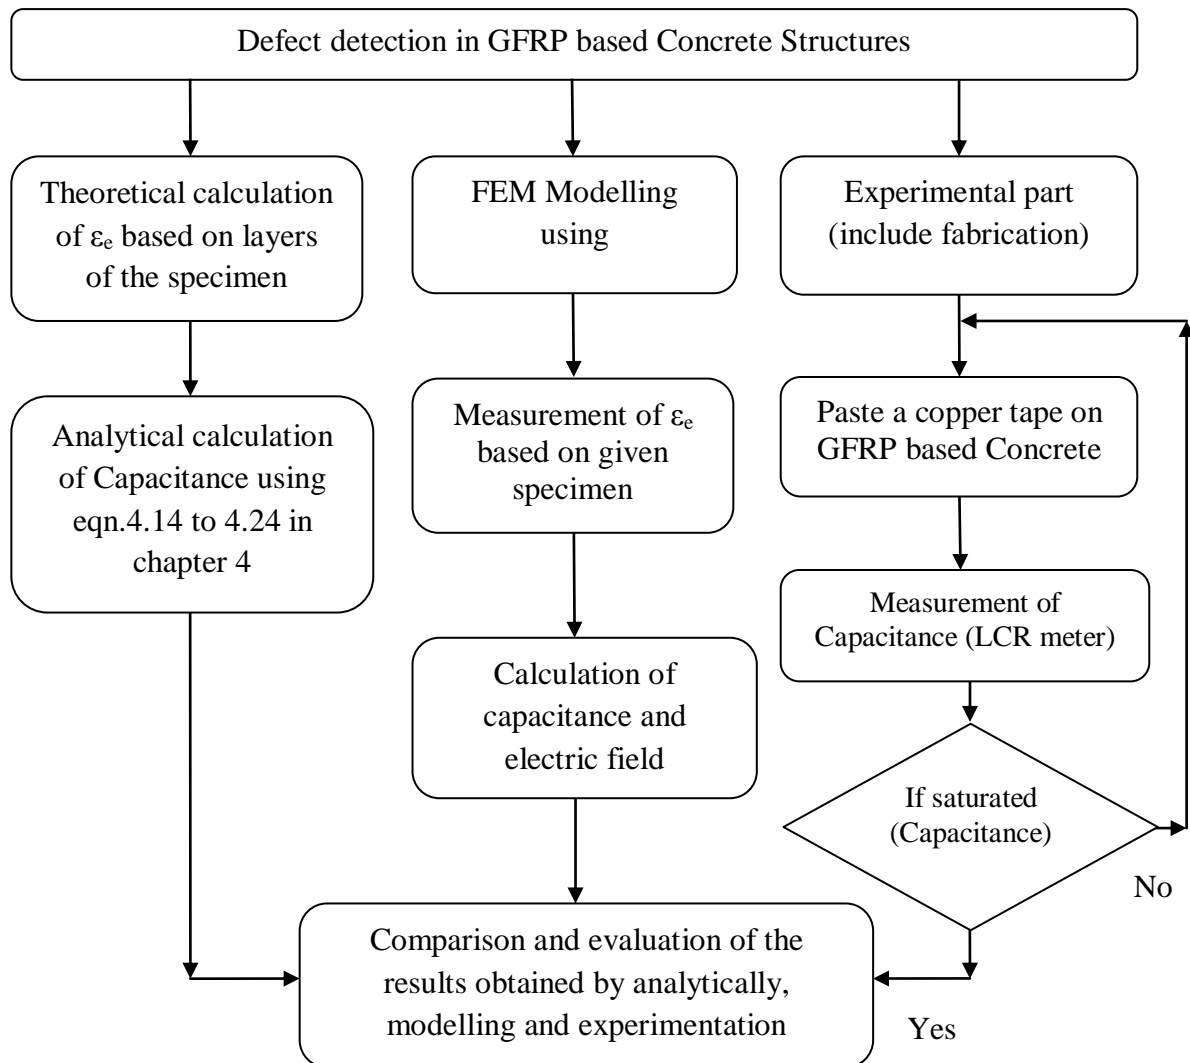 Defect detection in GFRP based Concrete Structures
Theoretical calculation
of εe based on layers
of the specimen
FEM Modelling
using
Experimental part
(include fabrication)
Analytical calculation
of Capacitance using
eqn.4.14 to 4.24 in
chapter 4
Measurement of εe
based on given
specimen
Paste a copper tape on
GFRP based Concrete
Measurement of
Capacitance (LCR meter)
Calculation of
capacitance and
electric field
If saturated
(Capacitance)
No
Comparison and evaluation of the
results obtained by analytically,
modelling and experimentation
Yes